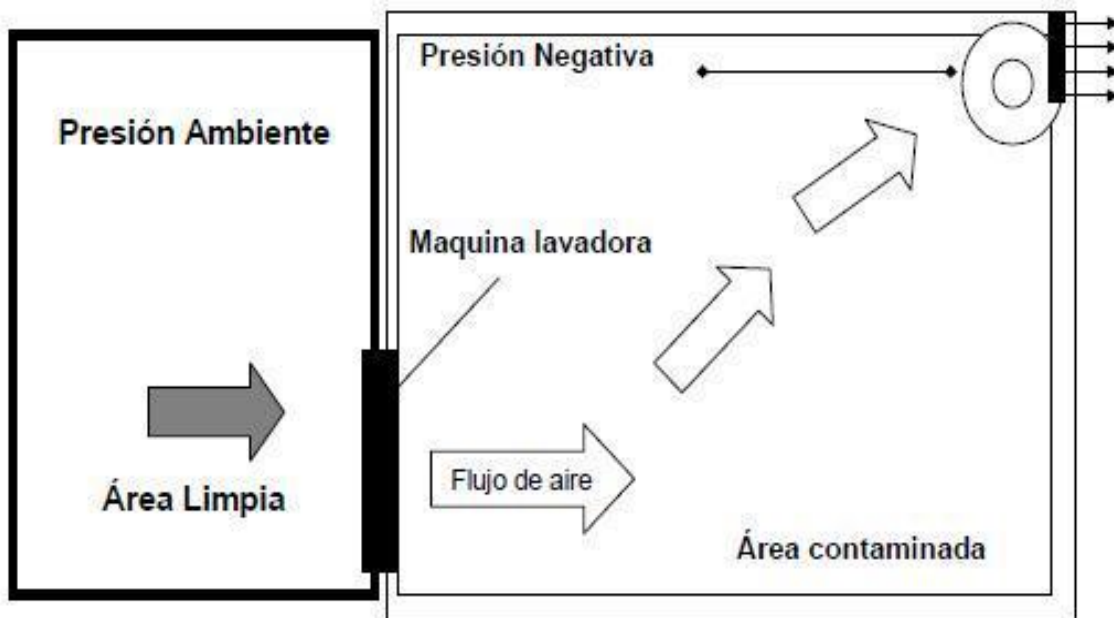 Presión Negativa
Presión Ambiente
Maquina lavadora
Flujo de aire
Área Limpia
Área contaminada